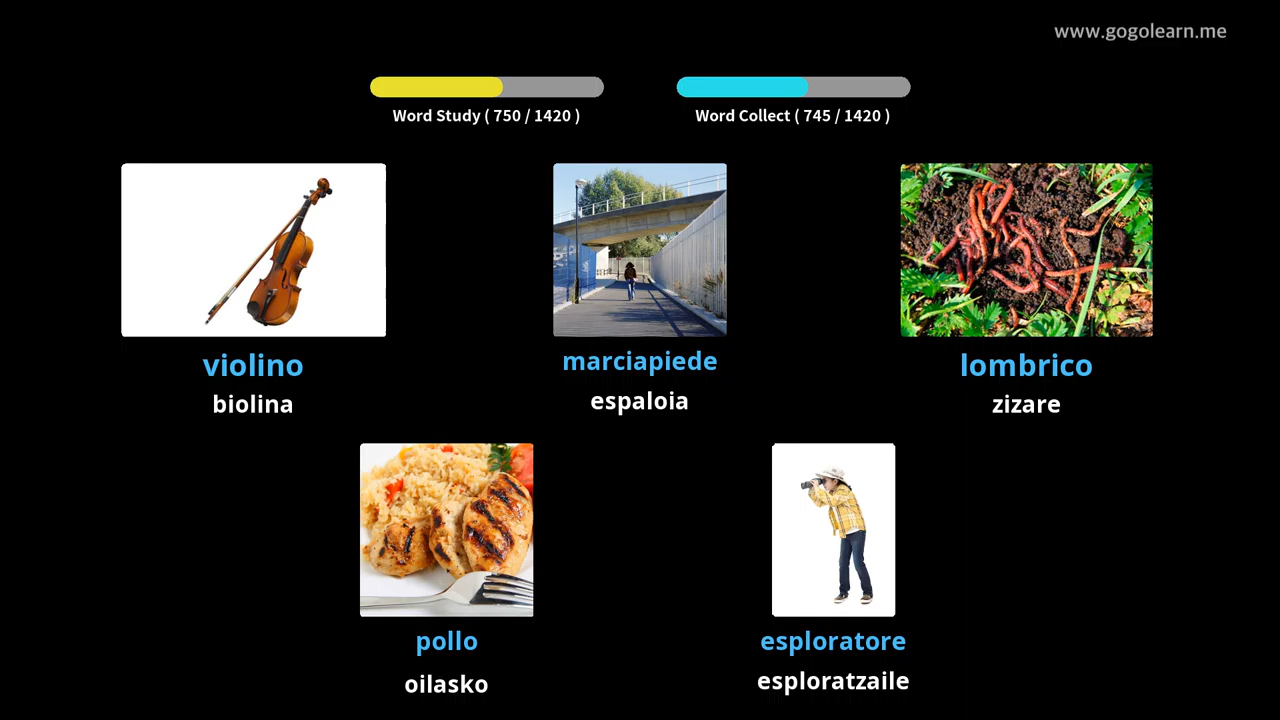 www.gogolearn.me
Word Study ( 750 / 1420 )
Word Collect ( 745 / 1420 )
violino
biolina
marciapiede
espaloia
lombrico
zizare
pollo
oilasko
esploratore
esploratzaile